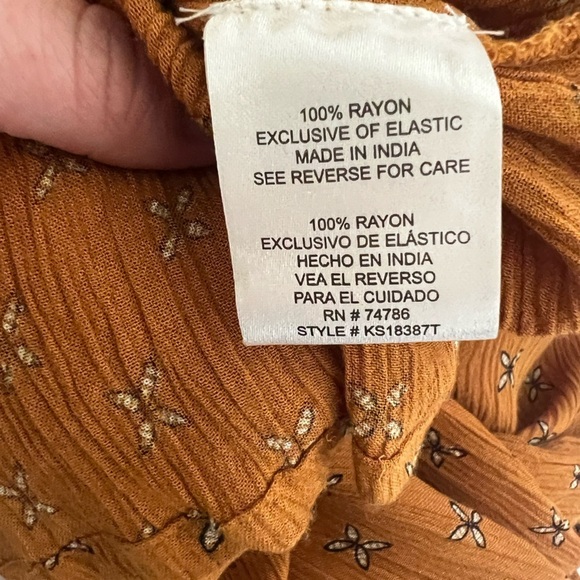 100% RAYON
EXCLUSIVE OF ELASTIC
MADE IN INDIA
SEE REVERSE FOR CARE
100% RAYON
EXCLUSIVO DE ELÁSTICO
HECHO EN INDIA
VEA EL REVERSO
PARA EL CUIDADO
RN # 74786
STYLE # KS18387T